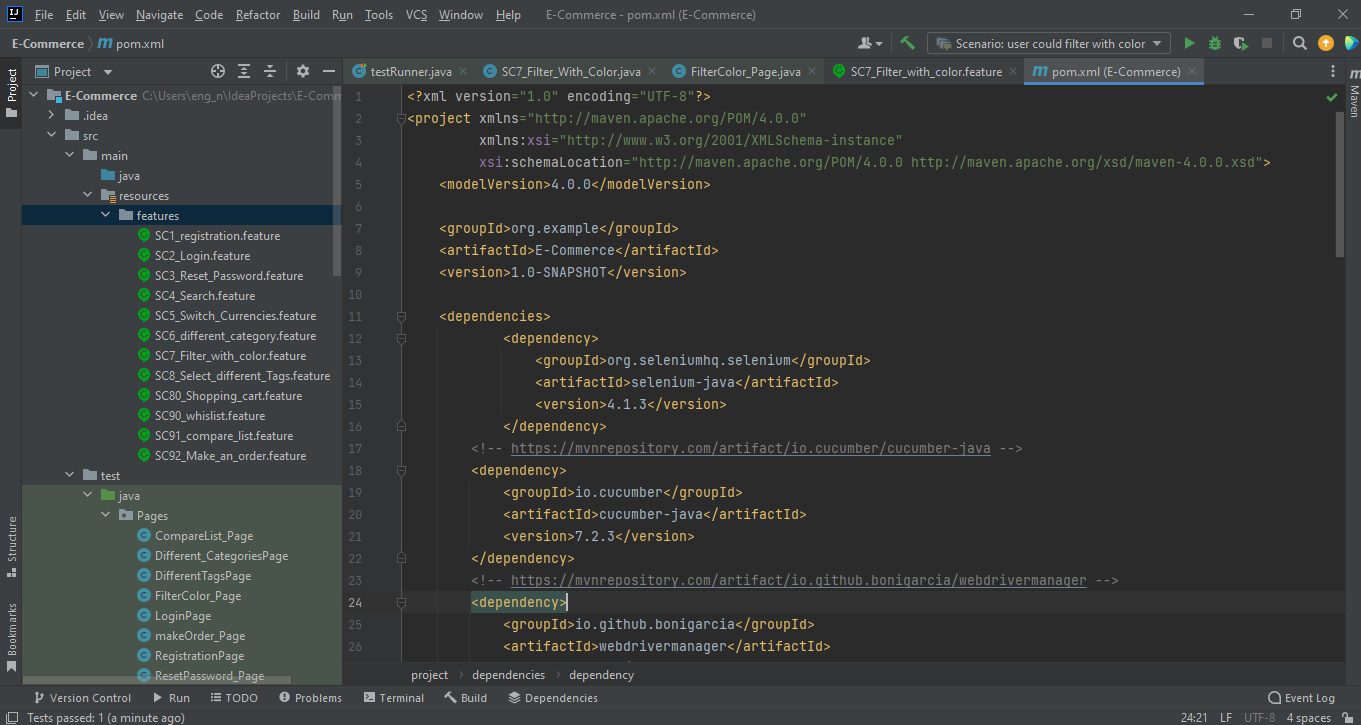 File Edit View Navigate Code Refactor Build Run Tools VCS Window Help E-Commerce - pom.xml (E-Commerce)
E-Commerce pom.xml Scenario: user could filter with color
Project testRunner.java SC7_Filter_With_Color.java FilterColor_Page.java SC7_Filter_with_color.feature pom.xml (E-Commerce)
Project
Structure
Bookmarks
E-Commerce C:\Users\eng_n\IdeaProjects\E-Comm
.idea
src
main
java
resources
features
SC1_registration.feature
SC2_Login.feature
SC3_Reset_Password.feature
SC4_Search.feature
SC5_Switch_Currencies.feature
SC6_different_category.feature
SC7_Filter_with_color.feature
SC8_Select_different_Tags.feature
SC80_Shopping_cart.feature
SC90_whislist.feature
SC91_compare_list.feature
SC92_Make_an_order.feature
test
java
Pages
CompareList_Page
Different_CategoriesPage
DifferentTagsPage
FilterColor_Page
LoginPage
makeOrder_Page
RegistrationPage
ResetPassword_Page
1 <?xml version="1.0" encoding="UTF-8"?>
2 <project xmlns="http://maven.apache.org/POM/4.0.0"
3 xmlns:xsi="http://www.w3.org/2001/XMLSchema-instance"
4 xsi:schemaLocation="http://maven.apache.org/POM/4.0.0 http://maven.apache.org/xsd/maven-4.0.0.xsd">
5 <modelVersion>4.0.0</modelVersion>
6
7 <groupId>org.example</groupId>
8 <artifactId>E-Commerce</artifactId>
9 <version>1.0-SNAPSHOT</version>
10
11 <dependencies>
12 <dependency>
13 <groupId>org.seleniumhq.selenium</groupId>
14 <artifactId>selenium-java</artifactId>
15 <version>4.1.3</version>
16 </dependency>
17 <!-- https://mvnrepository.com/artifact/io.cucumber/cucumber-java -->
18 <dependency>
19 <groupId>io.cucumber</groupId>
20 <artifactId>cucumber-java</artifactId>
21 <version>7.2.3</version>
22 </dependency>
23 <!-- https://mvnrepository.com/artifact/io.github.bonigarcia/webdrivermanager -->
24 <dependency>
25 <groupId>io.github.bonigarcia</groupId>
26 <artifactId>webdrivermanager</artifactId>
Maven
project dependencies dependency
Version Control Run TODO Problems Terminal Build Dependencies Event Log
Tests passed: 1 (a minute ago) 24:21 LF UTF-8 4 spaces